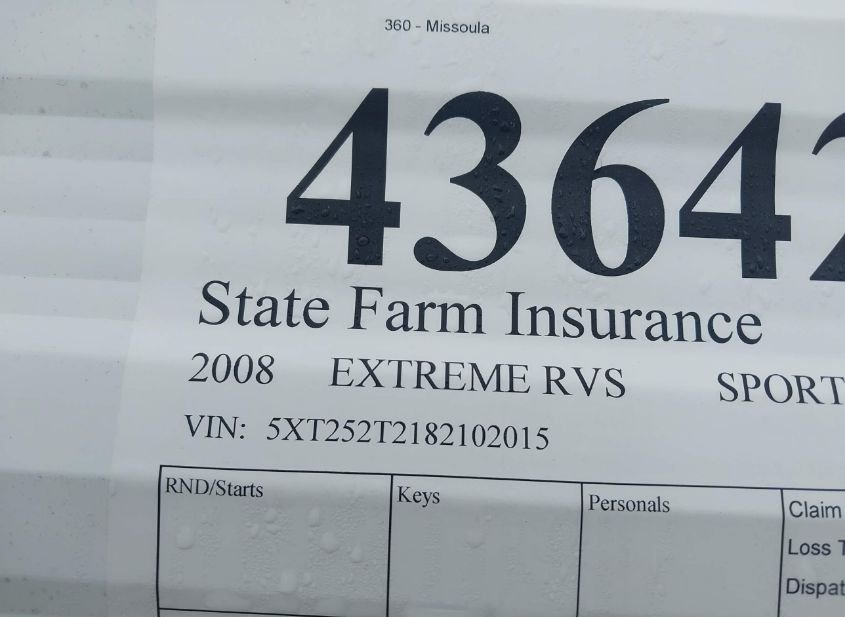 360 - Missoula
4364
State Farm Insurance
2008 EXTREME RVS SPORT
VIN: 5XT252T2182102015
RND/Starts Keys Personals Claim
Loss T
Dispat